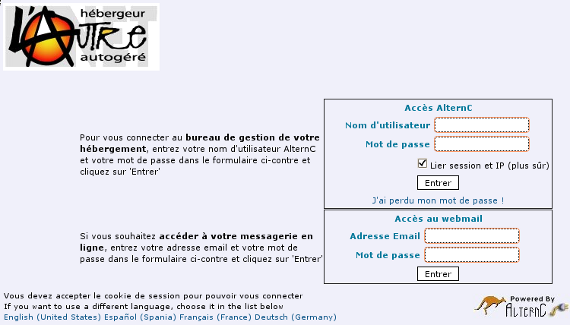 hébergeur
L'Autre
autogéré
Accès AlternC
Pour vous connecter au bureau de gestion de votre
hébergement, entrez votre nom d'utilisateur AlternC
et votre mot de passe dans le formulaire ci-contre et
cliquez sur 'Entrer'
Nom d'utilisateur
Mot de passe
Lier session et IP (plus sûr)
Entrer
J'ai perdu mon mot de passe !
Accès au webmail
Si vous souhaitez accéder à votre messagerie en
ligne, entrez votre adresse email et votre mot de
passe dans le formulaire ci-contre et cliquez sur 'Entrer'
Adresse Email
Mot de passe
Entrer
Vous devez accepter le cookie de session pour pouvoir vous connecter
If you want to use a different language, choose it in the list below
English (United States) Español (Spania) Français (France) Deutsch (Germany)
Powered By
AlternC